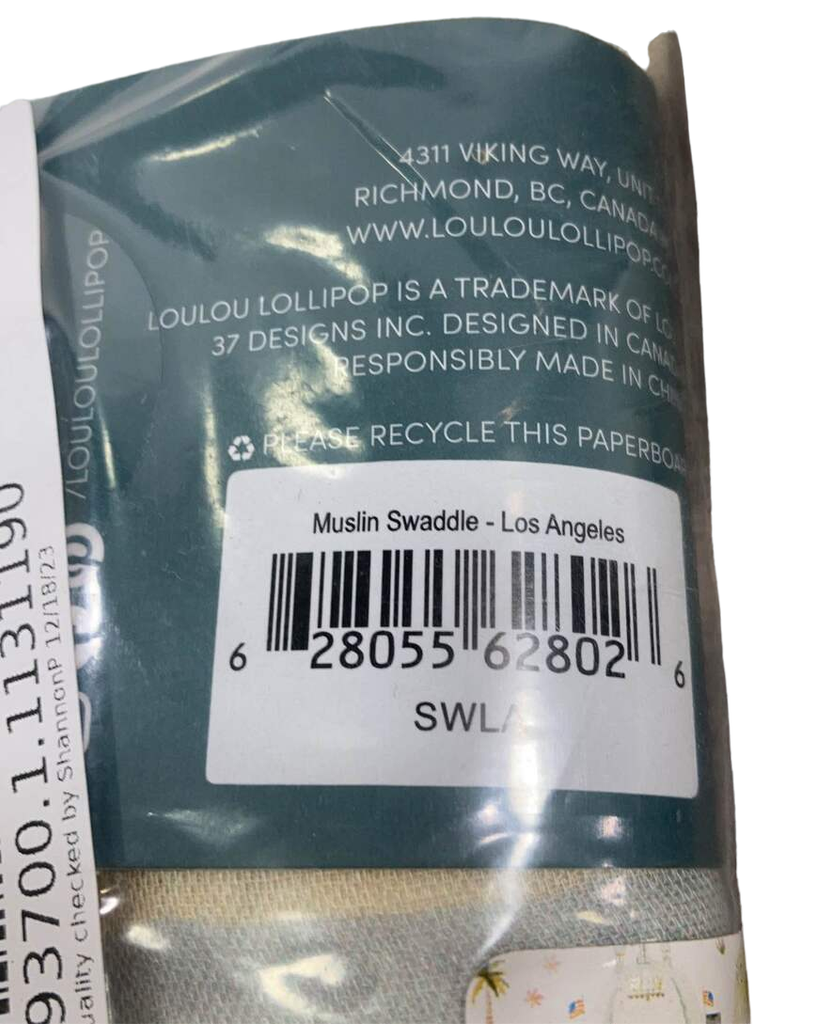 4311 VIKING WAY, UNIT
RICHMOND, BC, CANADA
WWW.LOULOULOLLIPOP.CO
LOULOU LOLLIPOP IS A TRADEMARK OF LO
37 DESIGNS INC. DESIGNED IN CANA
RESPONSIBLY MADE IN CHI
PLEASE RECYCLE THIS PAPERBOA
/LOULOULOLLIPOP
Muslin Swaddle - Los Angeles
6 28055 62802 6
SWLA
93700.1.1131190
uality checked by ShannonP 12/18/23